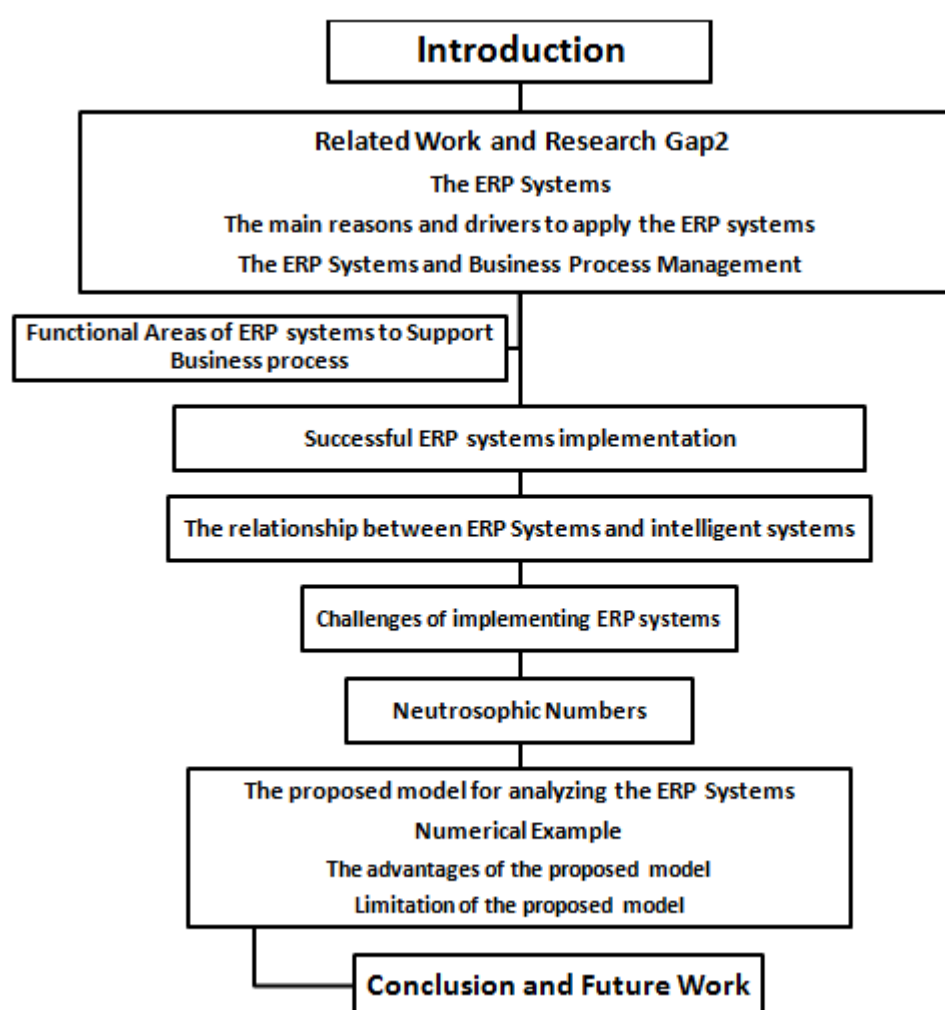 Introduction
Related Work and Research Gap2
The ERP Systems
The main reasons and drivers to apply the ERP systems
The ERP Systems and Business Process Management
Functional Areas of ERP systems to Support
Business process
Successful ERP systems implementation
The relationship between ERP Systems and intelligent systems
Challenges of implementing ERP systems
Neutrosophic Numbers
The proposed model for analyzing the ERP Systems
Numerical Example
The advantages of the proposed model
Limitation of the proposed model
Conclusion and Future Work